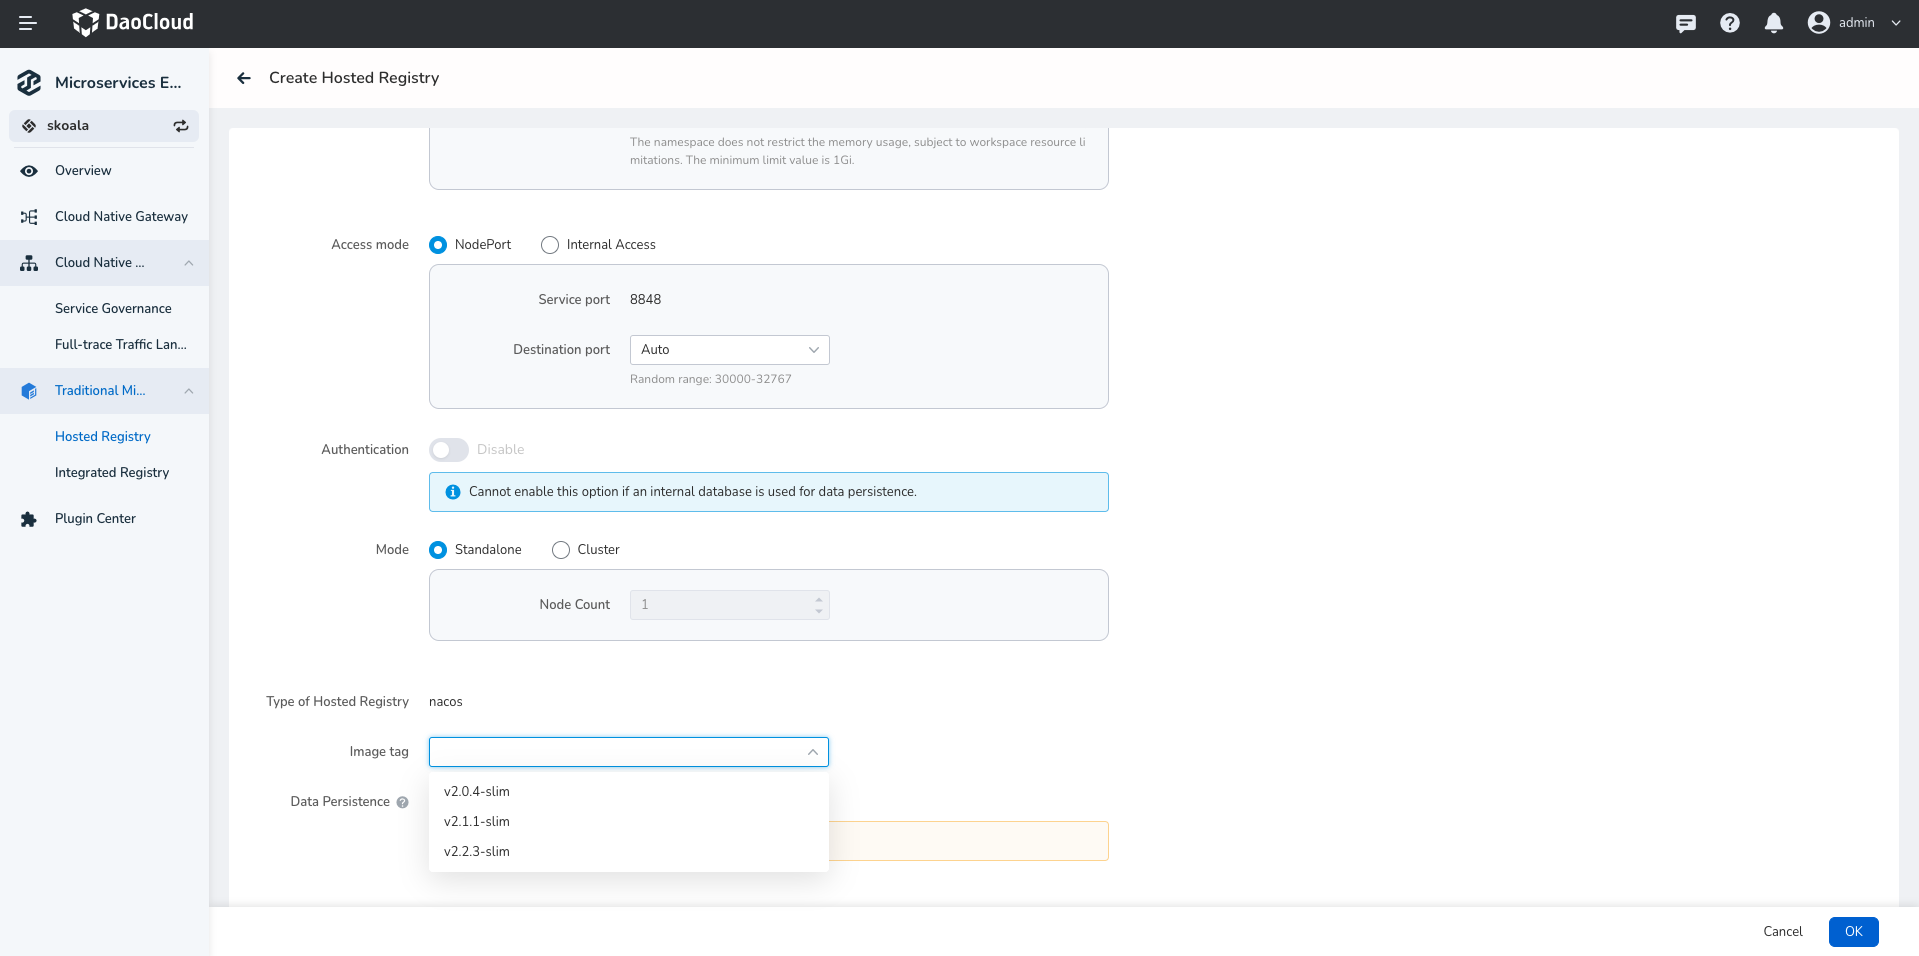 DaoCloud
admin
Microservices E...
Create Hosted Registry
skoala
Overview
Cloud Native Gateway
Cloud Native ...
Service Governance
Full-trace Traffic Lan...
Traditional Mi...
Hosted Registry
Integrated Registry
Plugin Center
The namespace does not restrict the memory usage, subject to workspace resource li
mitations. The minimum limit value is 1Gi.
Access mode NodePort Internal Access
Service port 8848
Destination port Auto
Random range: 30000-32767
Authentication Disable
Cannot enable this option if an internal database is used for data persistence.
Mode Standalone Cluster
Node Count 1
Type of Hosted Registry nacos
Image tag
v2.0.4-slim
Data Persistence
v2.1.1-slim
v2.2.3-slim
Cancel OK